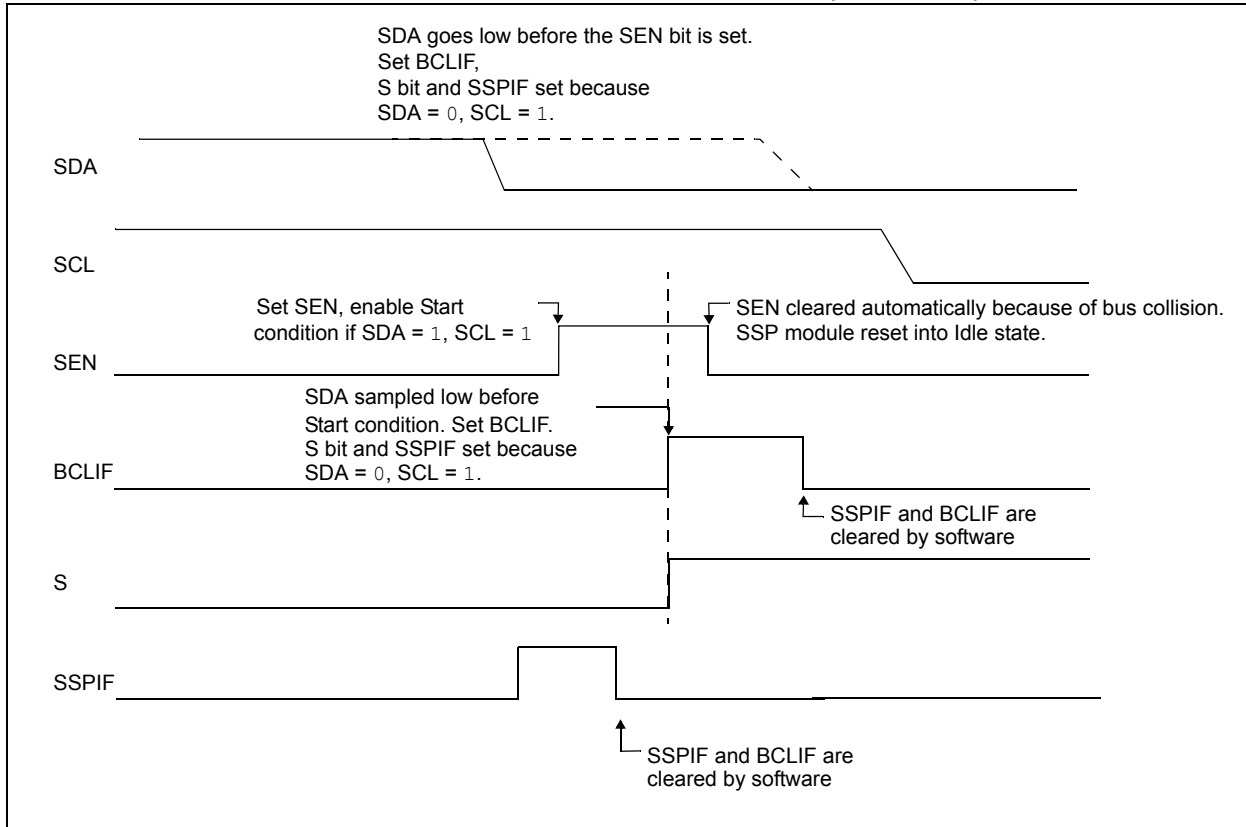 SDA goes low before the SEN bit is set.
Set BCLIF,
S bit and SSPIF set because
SDA = 0, SCL = 1.
SDA
SCL
Set SEN, enable Start
condition if SDA = 1, SCL = 1
SEN cleared automatically because of bus collision.
SSP module reset into Idle state.
SEN
SDA sampled low before
Start condition. Set BCLIF.
S bit and SSPIF set because
SDA = 0, SCL = 1.
BCLIF
SSPIF and BCLIF are
cleared by software
S
SSPIF
SSPIF and BCLIF are
cleared by software